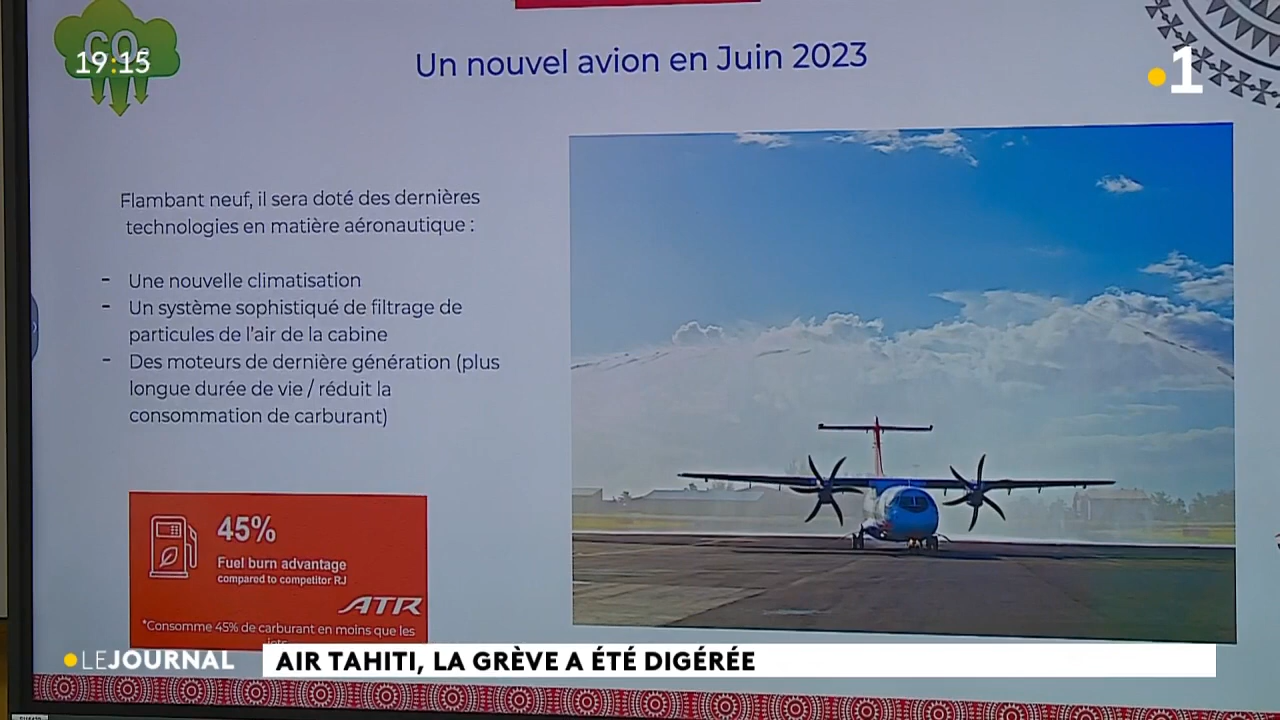 CO₂
19:15
Un nouvel avion en Juin 2023
1
Flambant neuf, il sera doté des dernières
technologies en matière aéronautique :
- Une nouvelle climatisation
- Un système sophistiqué de filtrage de
particules de l'air de la cabine
- Des moteurs de dernière génération (plus
longue durée de vie / réduit la
consommation de carburant)
45%
Fuel burn advantage
compared to competitor RJ
ATR
*Consomme 45% de carburant en moins que les
LE JOURNAL
AIR TAHITI, LA GRÈVE A ÉTÉ DIGÉRÉE